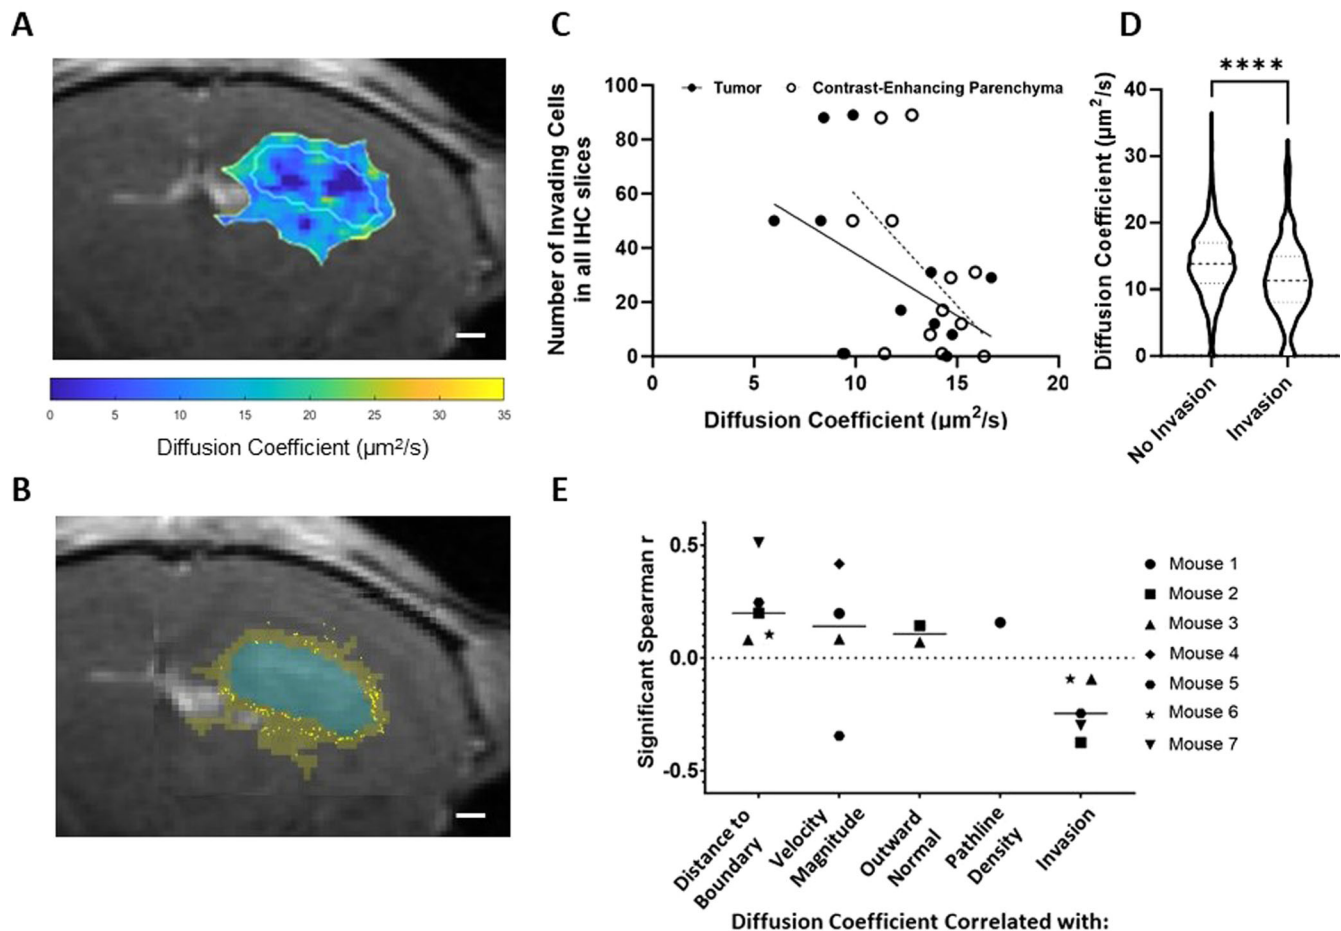 A
0 5 10 15 20 25 30 35
Diffusion Coefficient (μm²/s)
B
C
Number of Invading Cells
in all IHC slices
100
80
60
40
20
0
Tumor
Contrast-Enhancing Parenchyma
0 5 10 15 20
Diffusion Coefficient (μm²/s)
D
****
Diffusion Coefficient (μm²/s)
40
30
20
10
0
No Invasion
Invasion
E
Significant Spearman r
0.5
0.0
-0.5
Distance to
Boundary
Velocity
Magnitude
Outward
Normal
Pathline
Density
Invasion
Diffusion Coefficient Correlated with:
Mouse 1
Mouse 2
Mouse 3
Mouse 4
Mouse 5
Mouse 6
Mouse 7